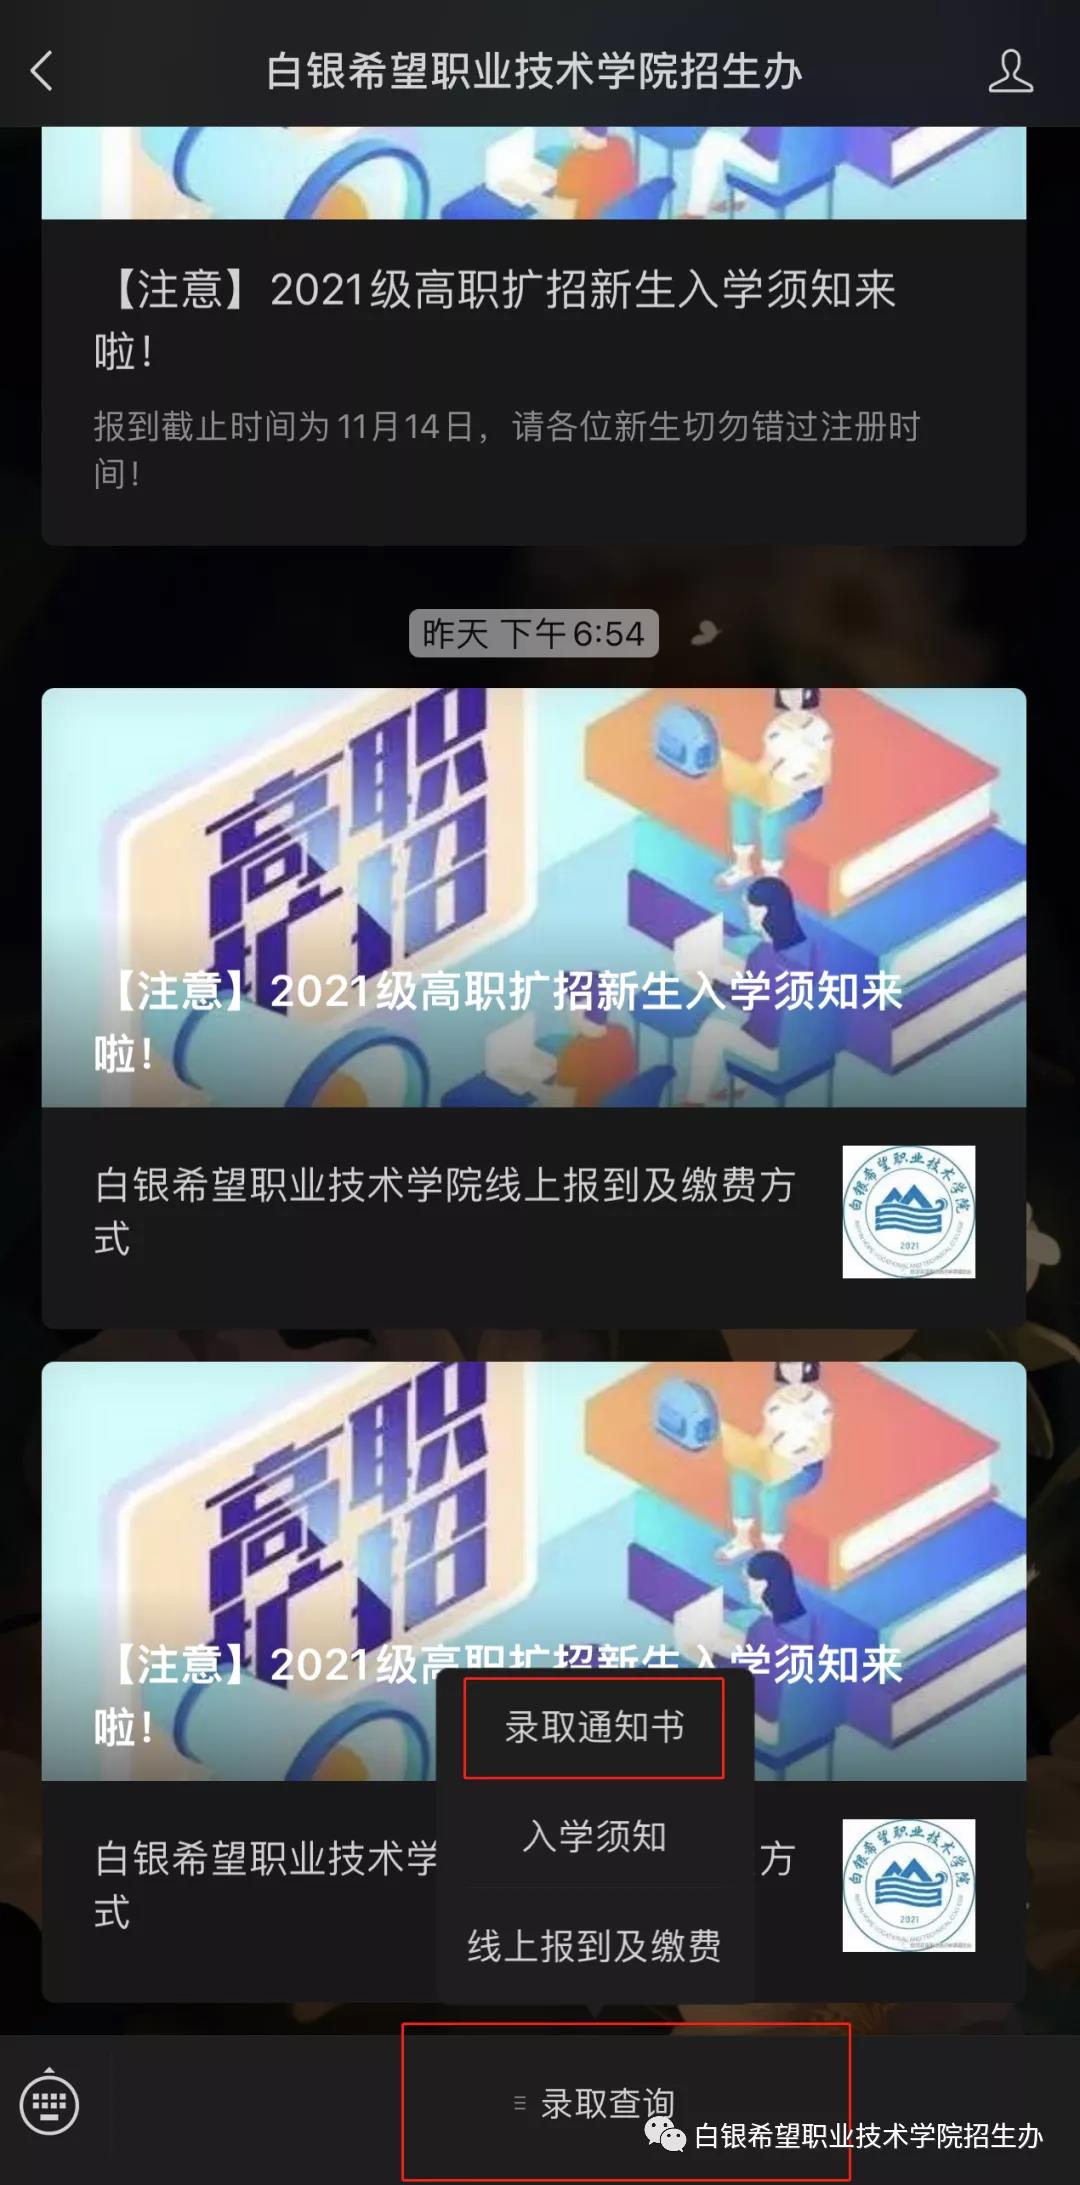 白银希望职业技术学院招生办
【注意】2021级高职扩招新生入学须知来
啦！
报到截止时间为11月14日，请各位新生切勿错过注册时
间！
昨天 下午6:54
高职
扩招
【注意】2021级高职扩招新生入学须知来
啦！
白银希望职业技术学院线上报到及缴费方
式
白银希望职业技术学院
2021
高职
扩招
【注意】2021级高职扩招新生入学须知来
啦！
白银希望职业技术学
方
式
白银希望职业技术学院
2021
录取通知书
入学须知
线上报到及缴费
录取查询
白银希望职业技术学院招生办